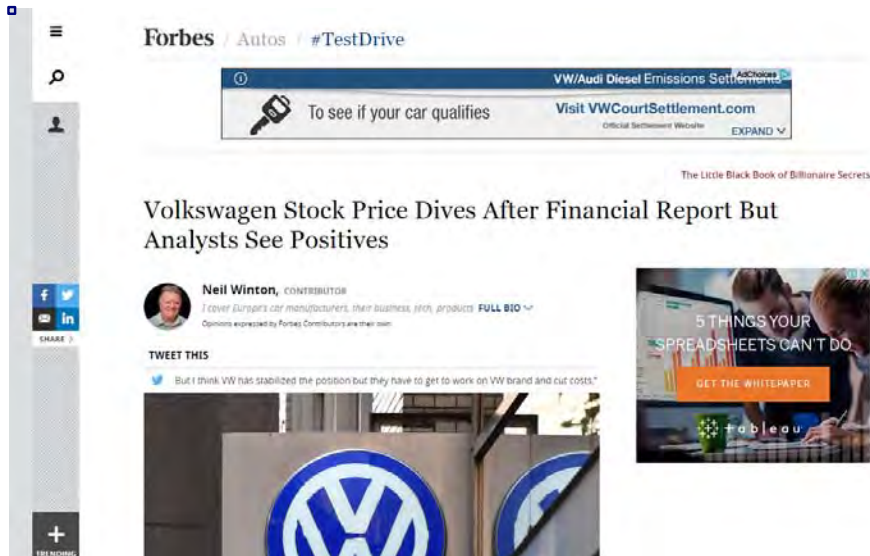 Forbes / Autos / #TestDrive
AdChoices
VW/Audi Diesel Emissions Settlements
To see if your car qualifies
Visit VWCourtSettlement.com
Official Settlement Website
EXPAND
The Little Black Book of Billionaire Secrets
Volkswagen Stock Price Dives After Financial Report But
Analysts See Positives
Neil Winton, CONTRIBUTOR
I cover Europe's car manufacturers, their business, tech, products FULL BIO
Opinions expressed by Forbes Contributors are their own.
TWEET THIS
But I think VW has stabilized the position but they have to get to work on VW brand and cut costs,"
f
in
SHARE
5 THINGS YOUR
SPREADSHEETS CAN'T DO
GET THE WHITEPAPER
tableau
VW
+
TRENDING